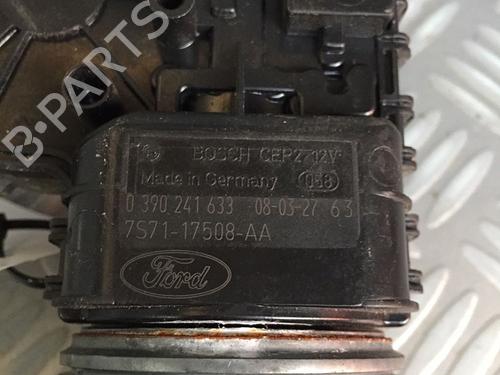 B-PARTS
BOSCH CEP2 12V
Made in Germany 058
0 390 241 633 08-03-27 63
7S71-17508-AA
Ford